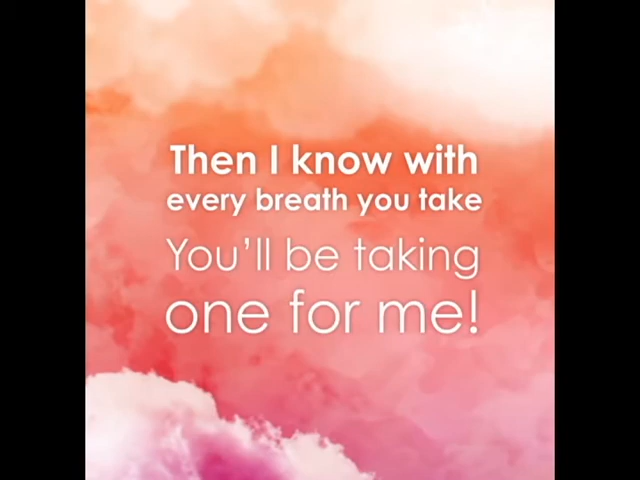 Then I know with
every breath you take
You'll be taking
one for me!